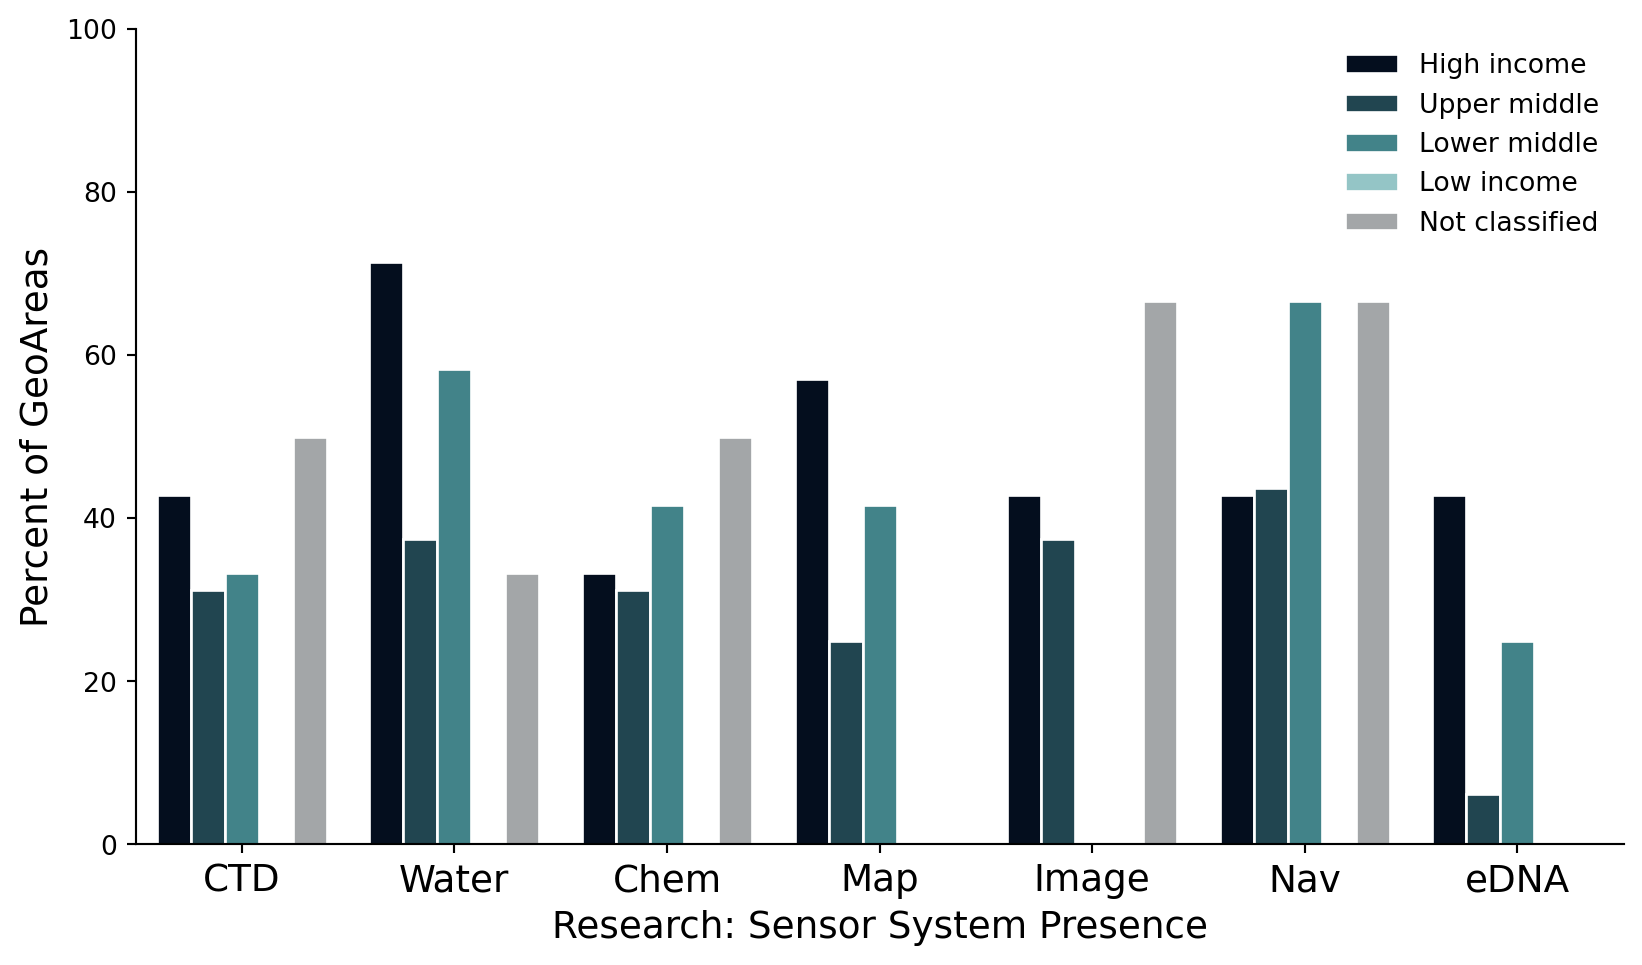 100
80
60
40
20
0
Percent of GeoAreas
High income
Upper middle
Lower middle
Low income
Not classified
CTD Water Chem Map Image Nav eDNA
Research: Sensor System Presence